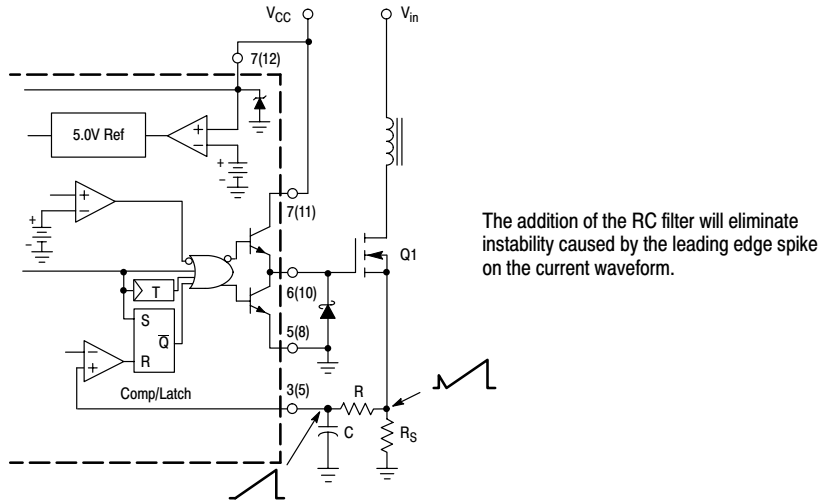 V_CC
V_in
7(12)
5.0V Ref
+
−
+
−
+
−
+
−
7(11)
Q1
The addition of the RC filter will eliminate
instability caused by the leading edge spike
on the current waveform.
T
6(10)
S
Q̅
R
5(8)
−
+
Comp/Latch
3(5)
R
C
R_S